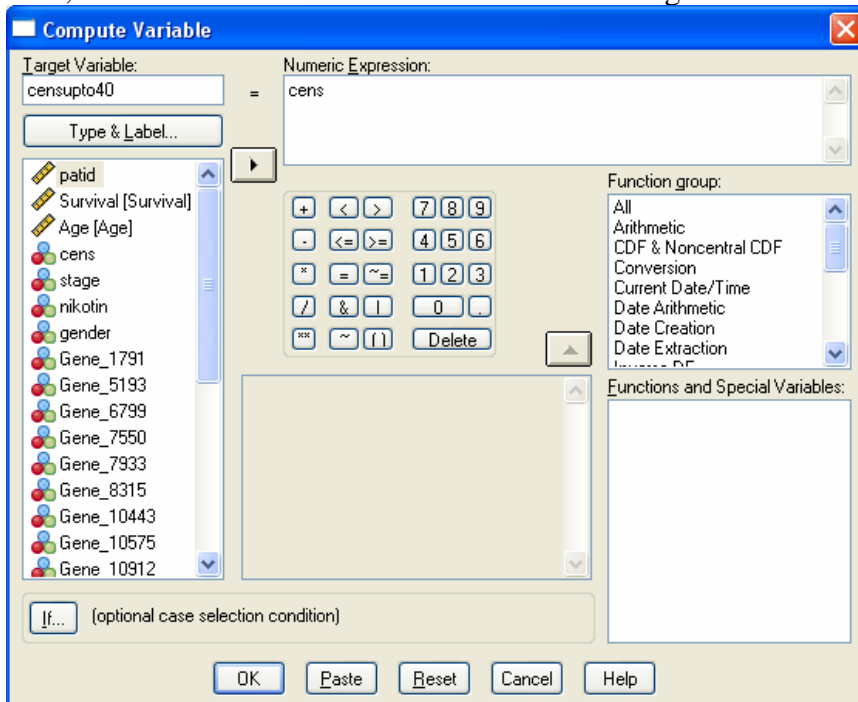 Compute Variable
Target Variable:
censupto40
=
Numeric Expression:
cens
Type & Label...
patid
Survival [Survival]
Age [Age]
cens
stage
nikotin
gender
Gene_1791
Gene_5193
Gene_6799
Gene_7550
Gene_7933
Gene_8315
Gene_10443
Gene_10575
Gene_10912
+ < > 7 8 9
- <= >= 4 5 6
* = ~= 1 2 3
/ & | 0 .
** ~ () Delete
Function group:
All
Arithmetic
CDF & Noncentral CDF
Conversion
Current Date/Time
Date Arithmetic
Date Creation
Date Extraction
Functions and Special Variables:
If... (optional case selection condition)
OK Paste Reset Cancel Help